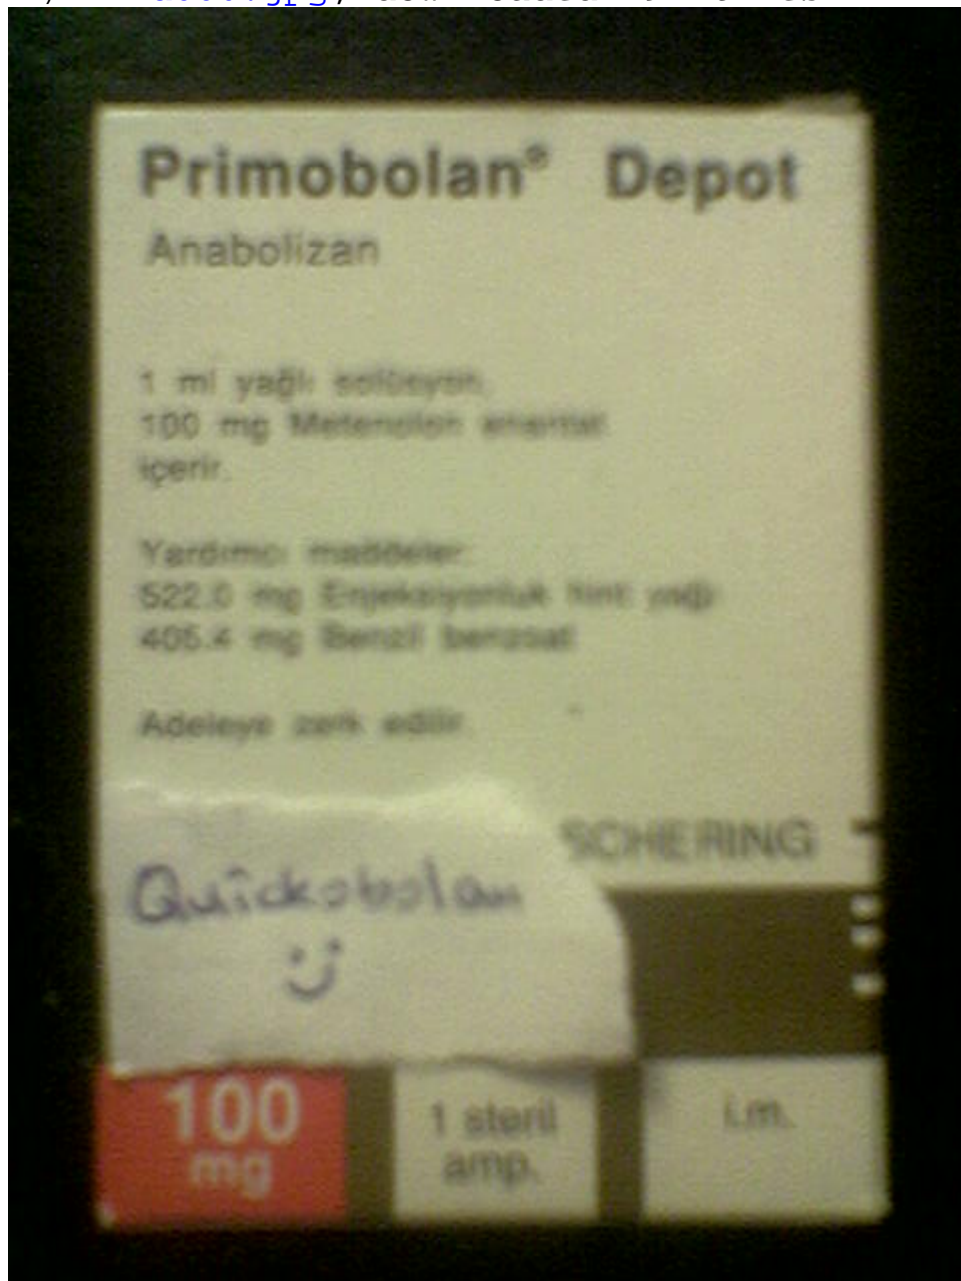 Primobolan® Depot
Anabolizan
1 ml yağlı solüsyon,
100 mg Metenolon enantat
içerir.
Yardımcı maddeler:
522.0 mg Enjeksiyonluk hint yağı
405.4 mg Benzil benzoat
Adeleye zerk edilir.
SCHERING
Quickobolan
100 mg
1 steril amp.
i.m.